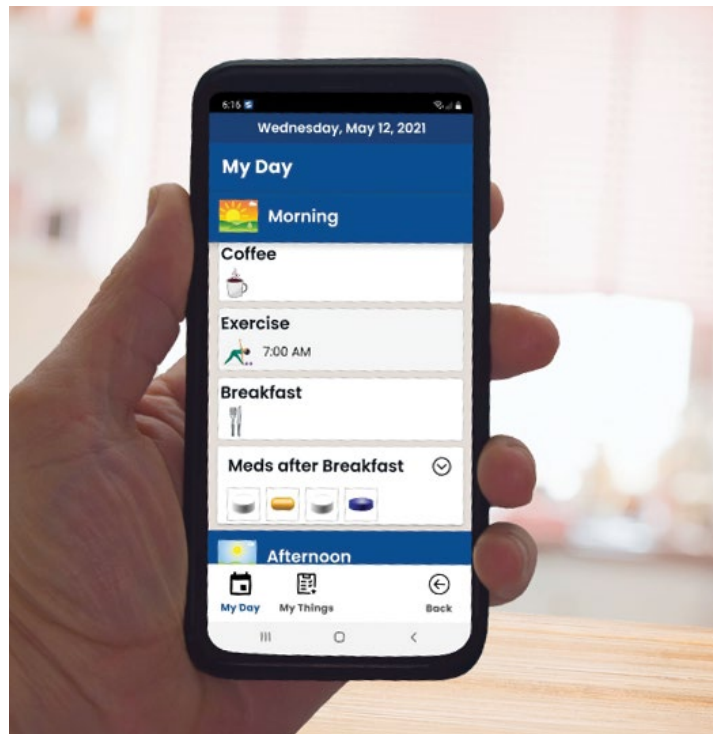 6:16
Wednesday, May 12, 2021
My Day
Morning
Coffee
Exercise
7:00 AM
Breakfast
Meds after Breakfast
Afternoon
My Day My Things Back